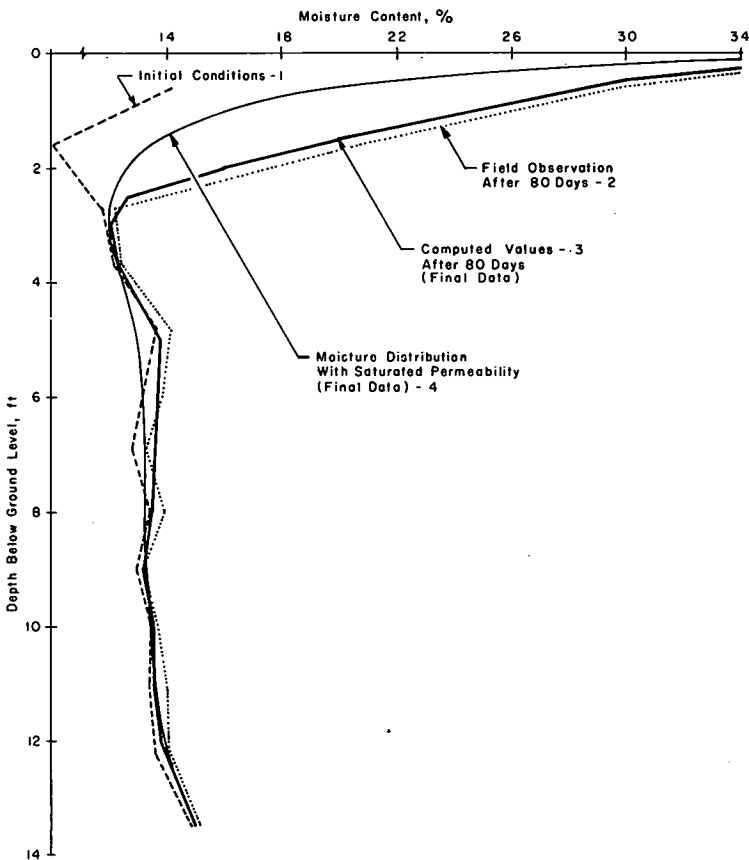 Moisture Content, %
14 18 22 26 30 34
0
2
4
6
8
10
12
14
Depth Below Ground Level, ft
Initial Conditions - 1
Field Observation
After 80 Days - 2
Computed Values - 3
After 80 Days
(Final Data)
Moicturo Distribution
With Saturated Permeability
(Final Data) - 4